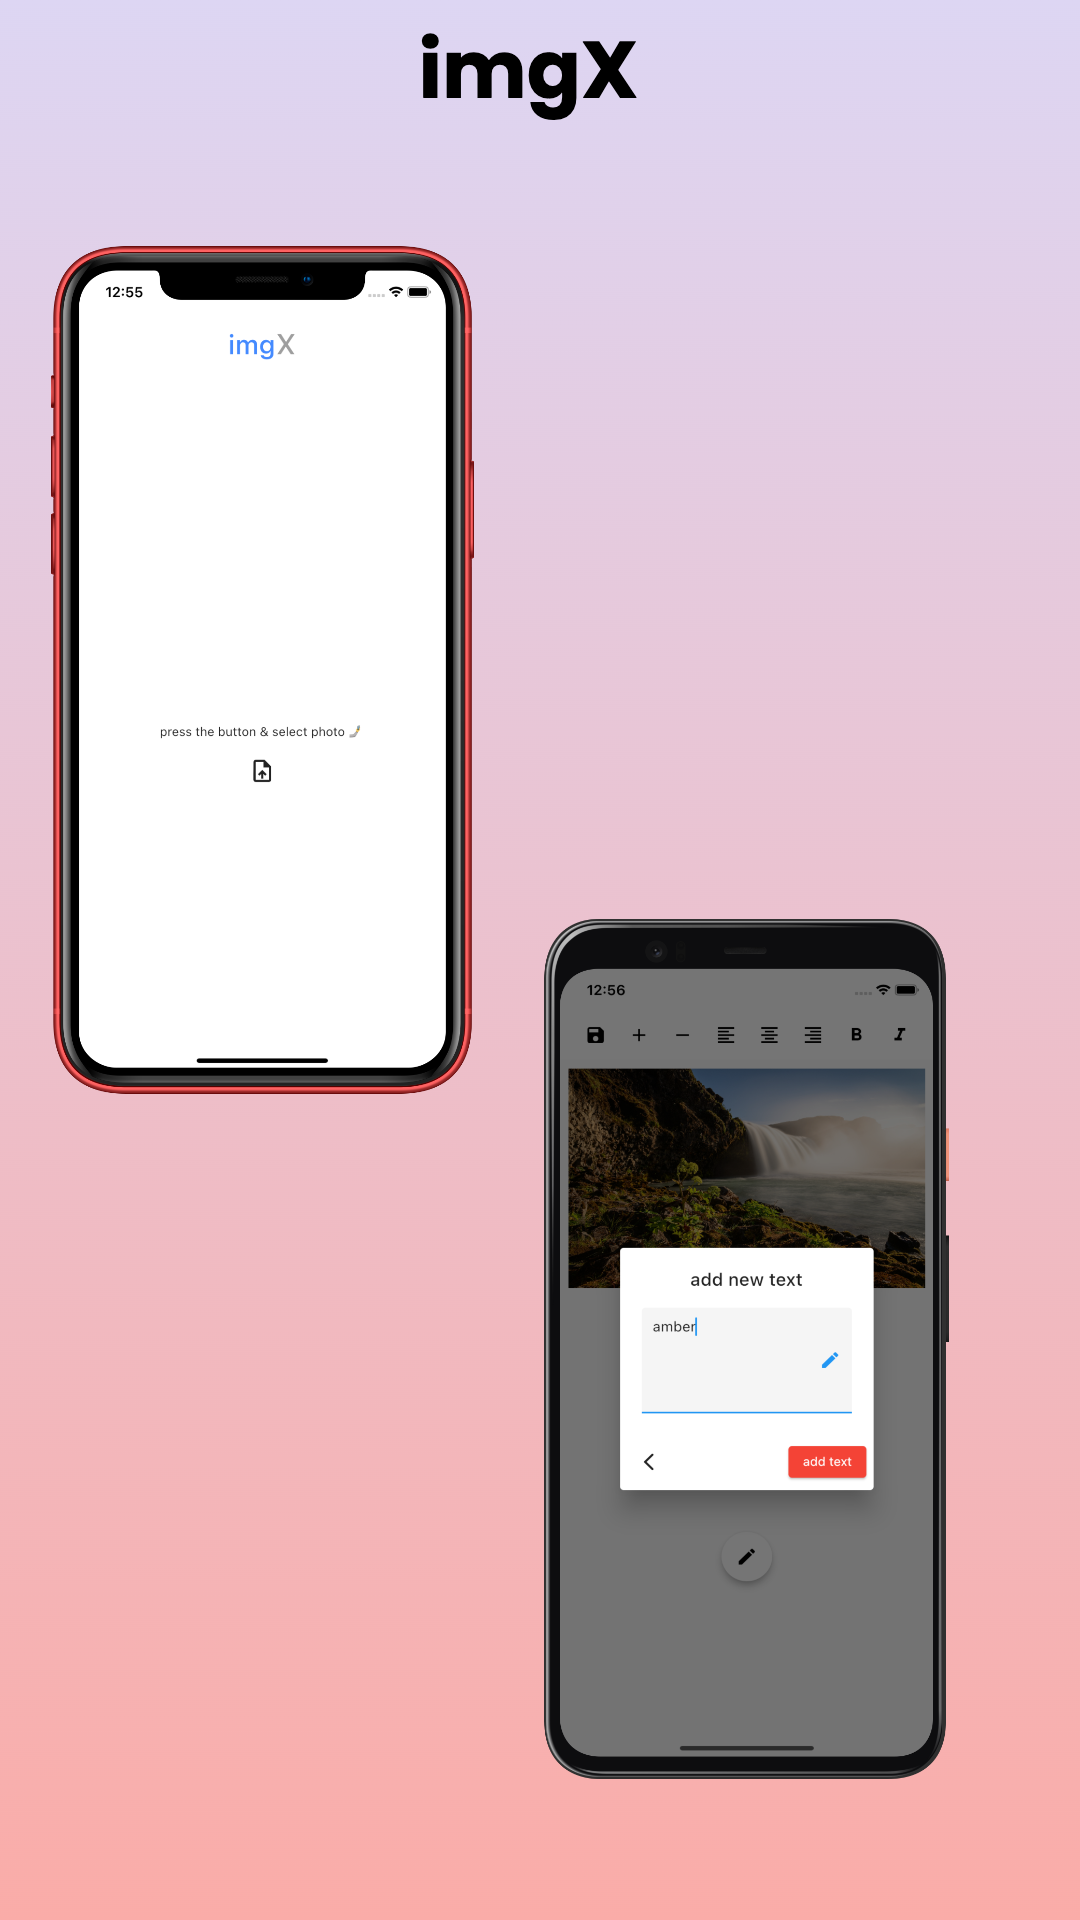 imgX
12:55
imgX
press the button & select photo 🤳
12:56
B I
add new text
amber
add text